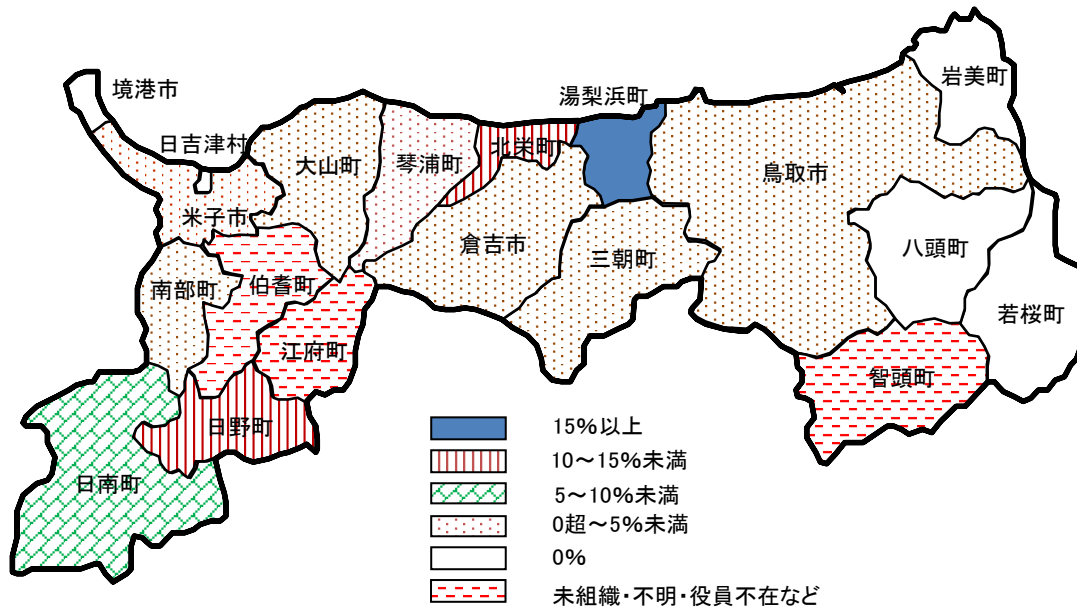 岩美町
境港市
湯梨浜町
日吉津村
北栄町
大山町
琴浦町
鳥取市
米子市
倉吉市
八頭町
三朝町
南部町
伯耆町
若桜町
江府町
智頭町
日野町
日南町
15%以上
10～15%未満
5～10%未満
0超～5%未満
0%
未組織・不明・役員不在など